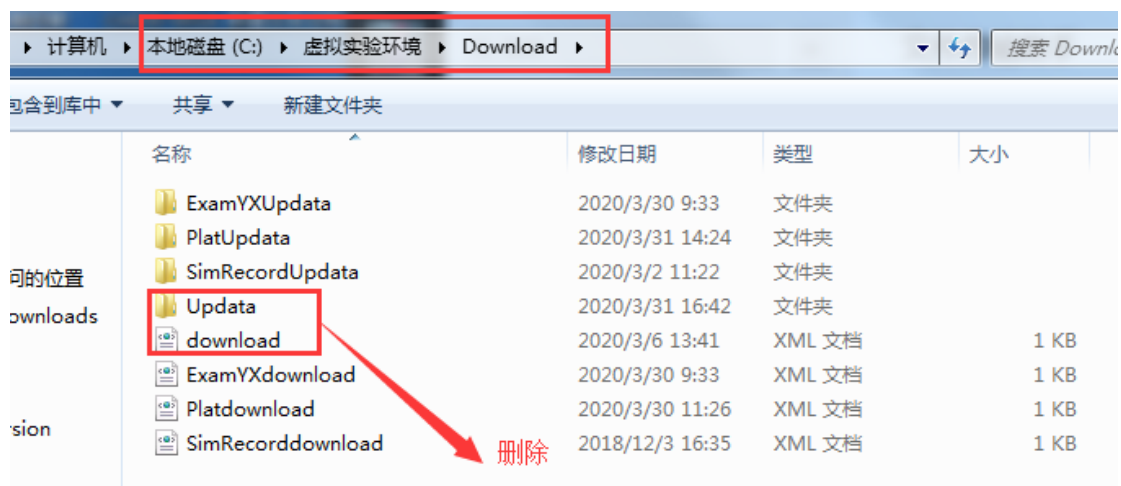 计算机 本地磁盘 (C:) 虚拟实验环境 Download 搜索 Downlo
包含到库中 共享 新建文件夹
名称 修改日期 类型 大小
ExamYXUpdata 2020/3/30 9:33 文件夹
PlatUpdata 2020/3/31 14:24 文件夹
SimRecordUpdata 2020/3/2 11:22 文件夹
问的位置
Updata 2020/3/31 16:42 文件夹
ownloads
download 2020/3/6 13:41 XML 文档 1 KB
ExamYXdownload 2020/3/30 9:33 XML 文档 1 KB
Platdownload 2020/3/30 11:26 XML 文档 1 KB
rsion
SimRecorddownload 2018/12/3 16:35 XML 文档 1 KB
删除